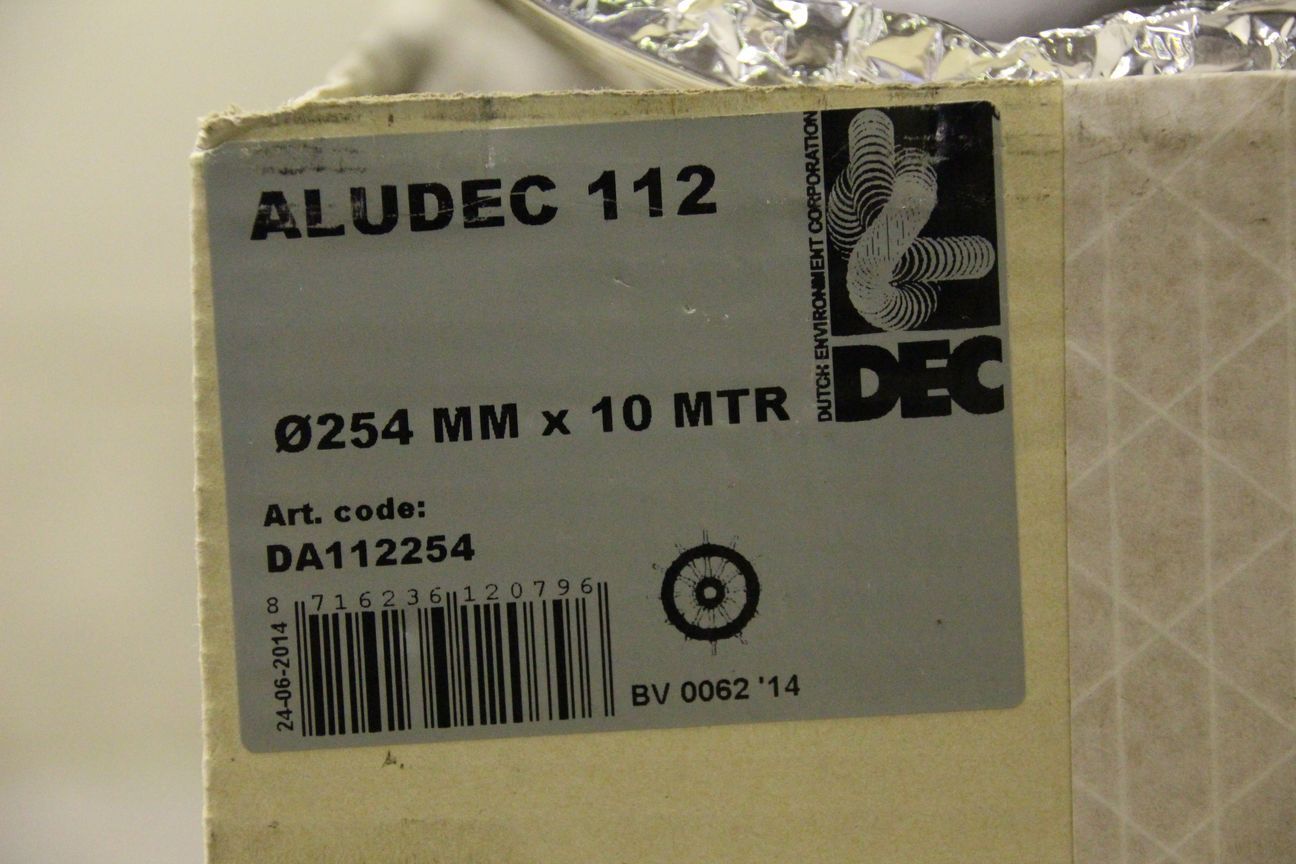 ALUDEC 112
DUTCH ENVIRONMENT CORPORATION
DEC
Ø254 MM x 10 MTR
Art. code:
DA112254
8 716236 120796
24-06-2014
BV 0062 '14